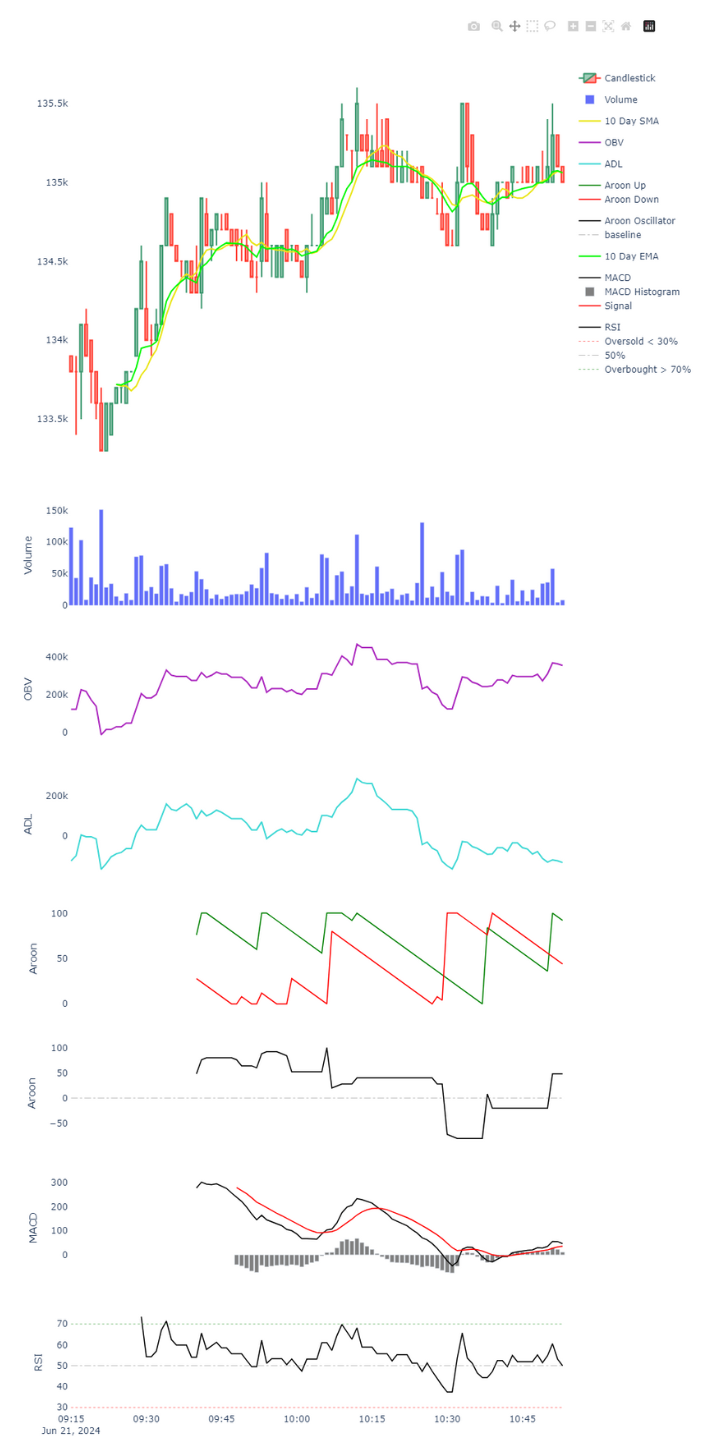 Candlestick
Volume
10 Day SMA
OBV
ADL
Aroon Up
Aroon Down
Aroon Oscillator
baseline
10 Day EMA
MACD
MACD Histogram
Signal
RSI
Oversold < 30%
50%
Overbought > 70%
135.5k
135k
134.5k
134k
133.5k
Volume
150k
100k
50k
0
OBV
400k
200k
0
ADL
200k
0
Aroon
100
50
0
Aroon
100
50
0
−50
MACD
300
200
100
0
RSI
70
60
50
40
30
09:15 09:30 09:45 10:00 10:15 10:30 10:45
Jun 21, 2024